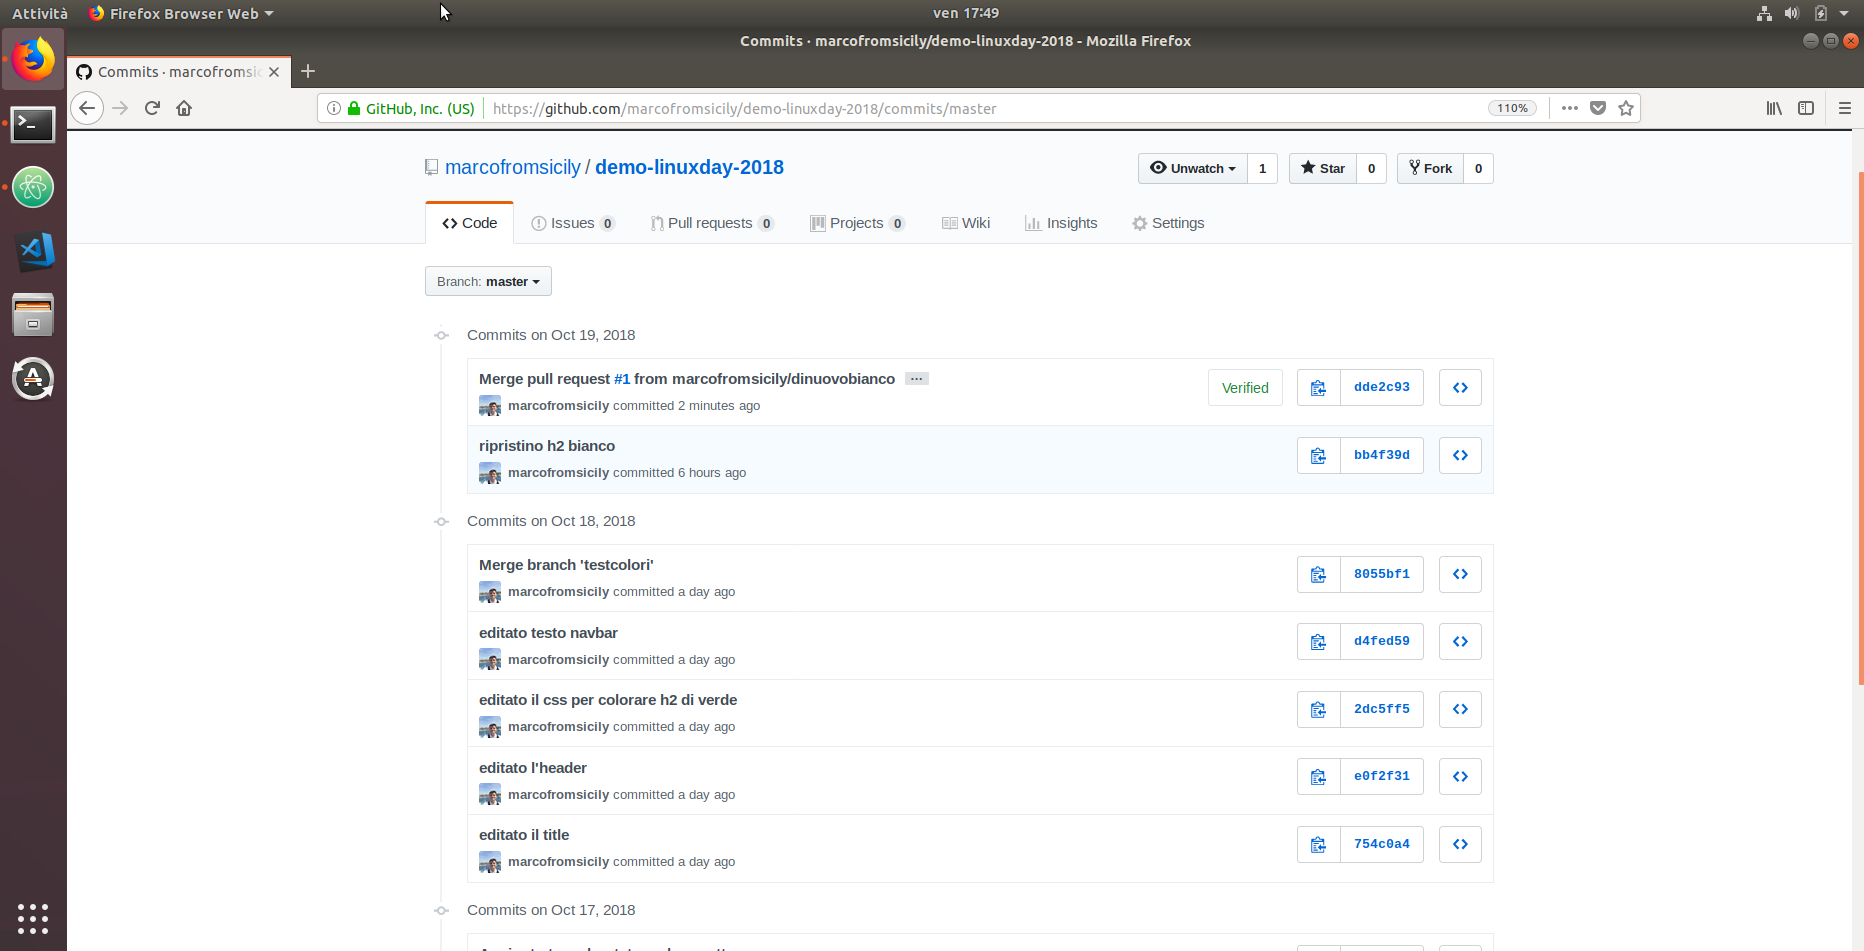 Attività Firefox Browser Web ven 17:49
Commits · marcofromsicily/demo-linuxday-2018 - Mozilla Firefox
Commits · marcofromsic
GitHub, Inc. (US) https://github.com/marcofromsicily/demo-linuxday-2018/commits/master 110%
marcofromsicily / demo-linuxday-2018 Unwatch 1 Star 0 Fork 0
Code Issues 0 Pull requests 0 Projects 0 Wiki Insights Settings
Branch: master
Commits on Oct 19, 2018
Merge pull request #1 from marcofromsicily/dinuovobianco …
marcofromsicily committed 2 minutes ago
Verified dde2c93
ripristino h2 bianco
marcofromsicily committed 6 hours ago
bb4f39d
Commits on Oct 18, 2018
Merge branch 'testcolori'
marcofromsicily committed a day ago
8055bf1
editato testo navbar
marcofromsicily committed a day ago
d4fed59
editato il css per colorare h2 di verde
marcofromsicily committed a day ago
2dc5ff5
editato l'header
marcofromsicily committed a day ago
e0f2f31
editato il title
marcofromsicily committed a day ago
754c0a4
Commits on Oct 17, 2018